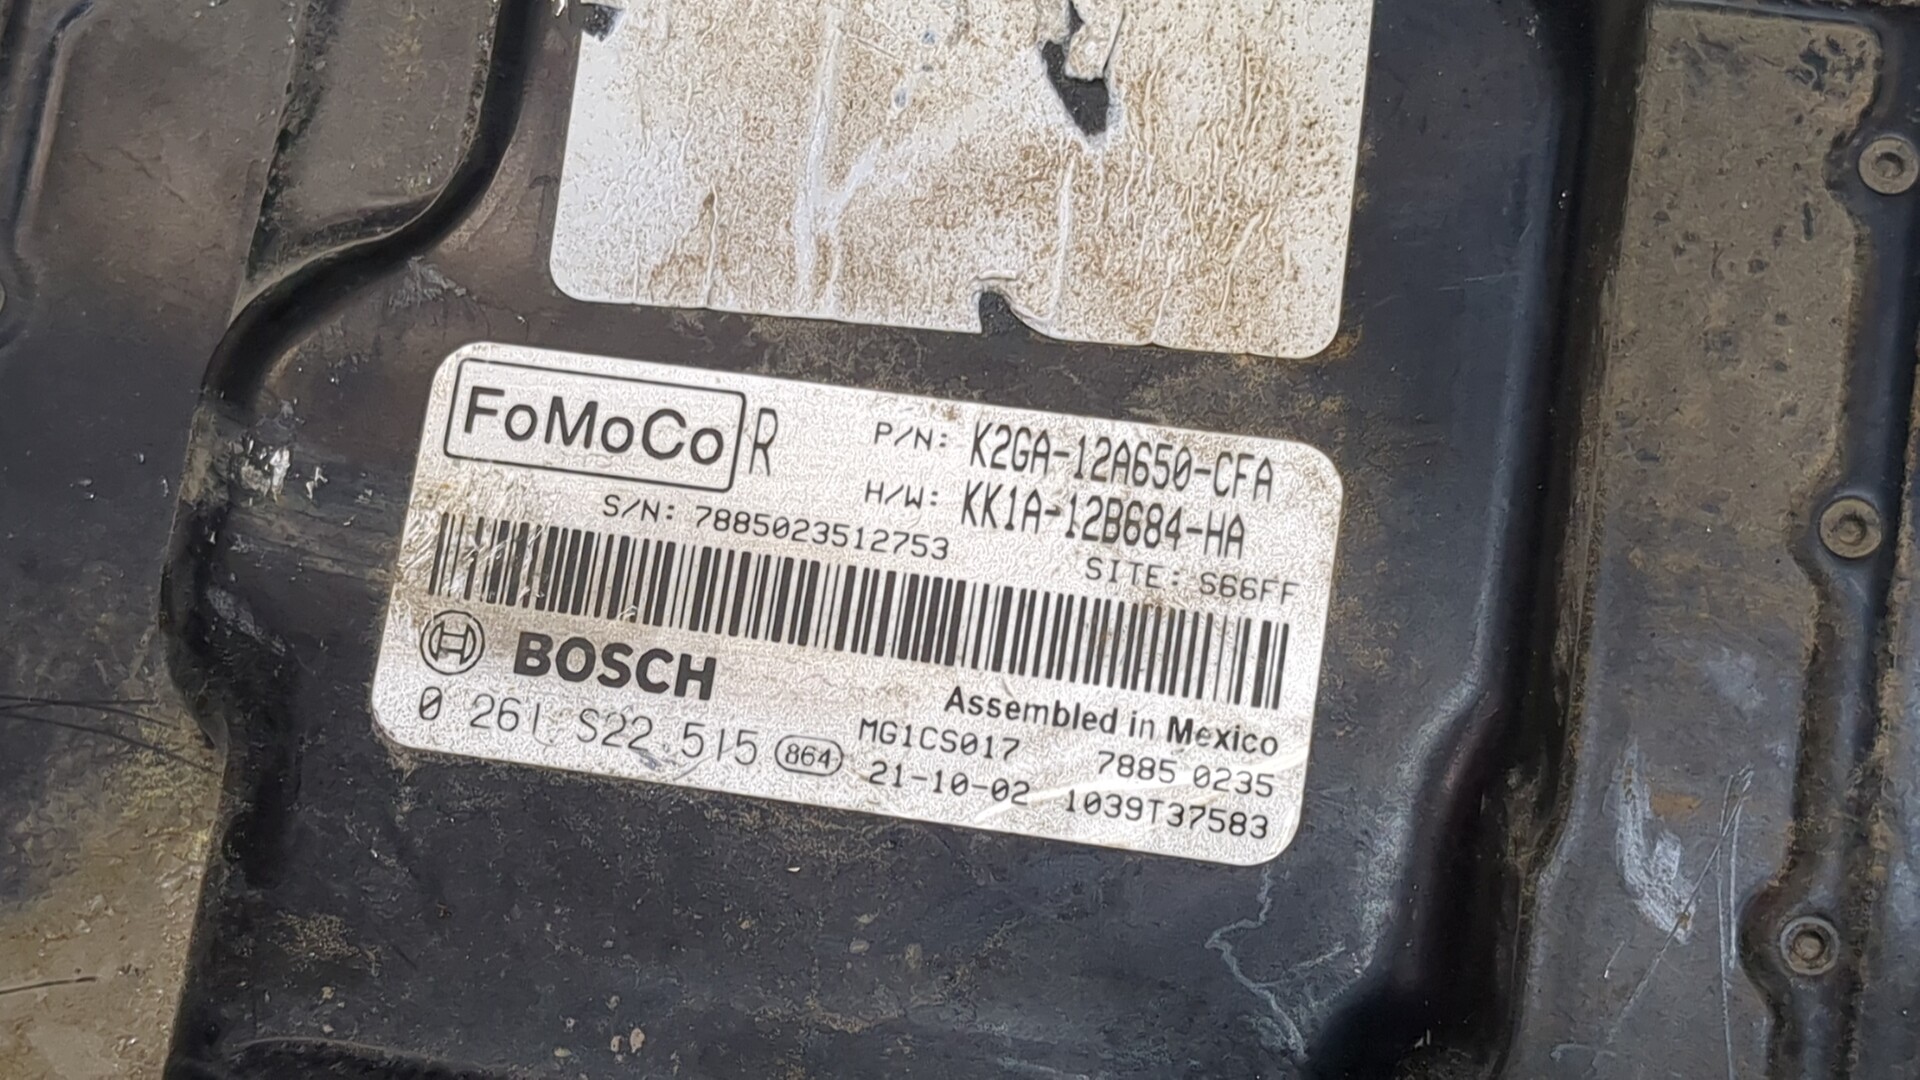 FoMoCo R
P/N: K2GA-12A650-CFA
H/W: KK1A-12B684-HA
S/N: 7885023512753
SITE: S66FF
BOSCH
Assembled in Mexico
0 261 S22 515 864
MG1CS017 7885 0235
21-10-02 1039T37583